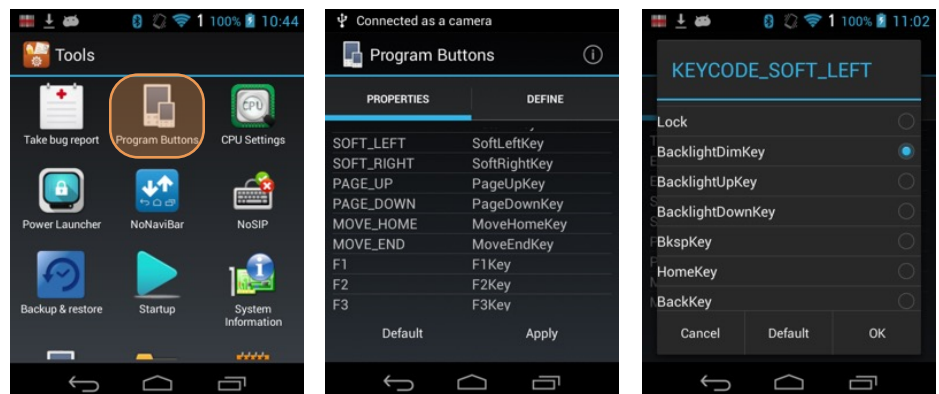 1 100% 10:44
Tools
Take bug report Program Buttons CPU Settings
CPU
Power Launcher NoNaviBar NoSIP
Backup & restore Startup System
Information
Connected as a camera
Program Buttons
PROPERTIES DEFINE
SOFT_LEFT SoftLeftKey
SOFT_RIGHT SoftRightKey
PAGE_UP PageUpKey
PAGE_DOWN PageDownKey
MOVE_HOME MoveHomeKey
MOVE_END MoveEndKey
F1 F1Key
F2 F2Key
F3 F3Key
Default Apply
1 100% 11:02
KEYCODE_SOFT_LEFT
Lock
BacklightDimKey
BacklightUpKey
BacklightDownKey
BkspKey
HomeKey
BackKey
Cancel Default OK